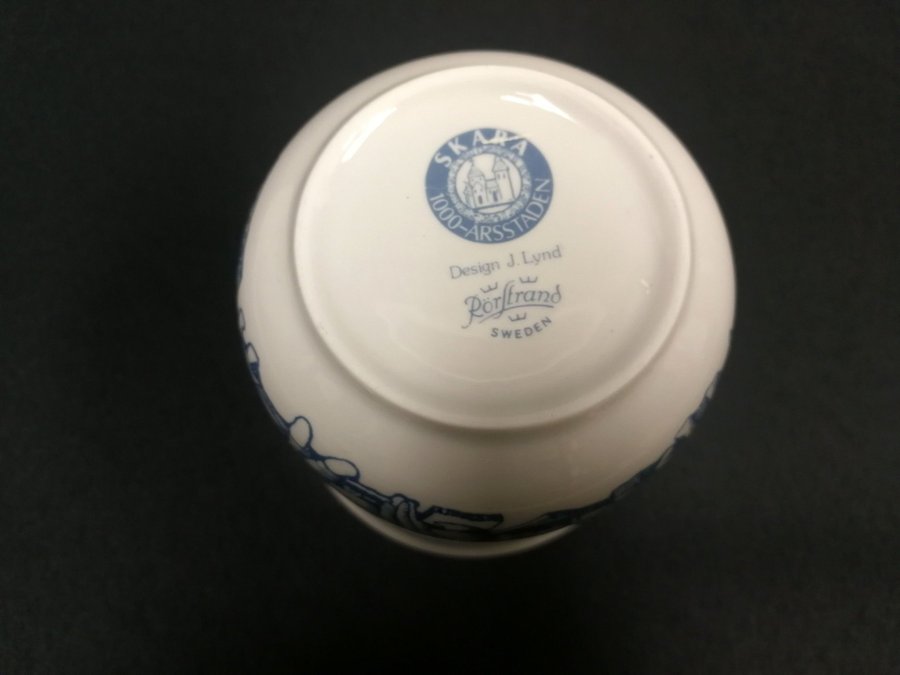 SKARA
1000-ÅRSSTADEN
Design J. Lynd
Rörstrand
SWEDEN